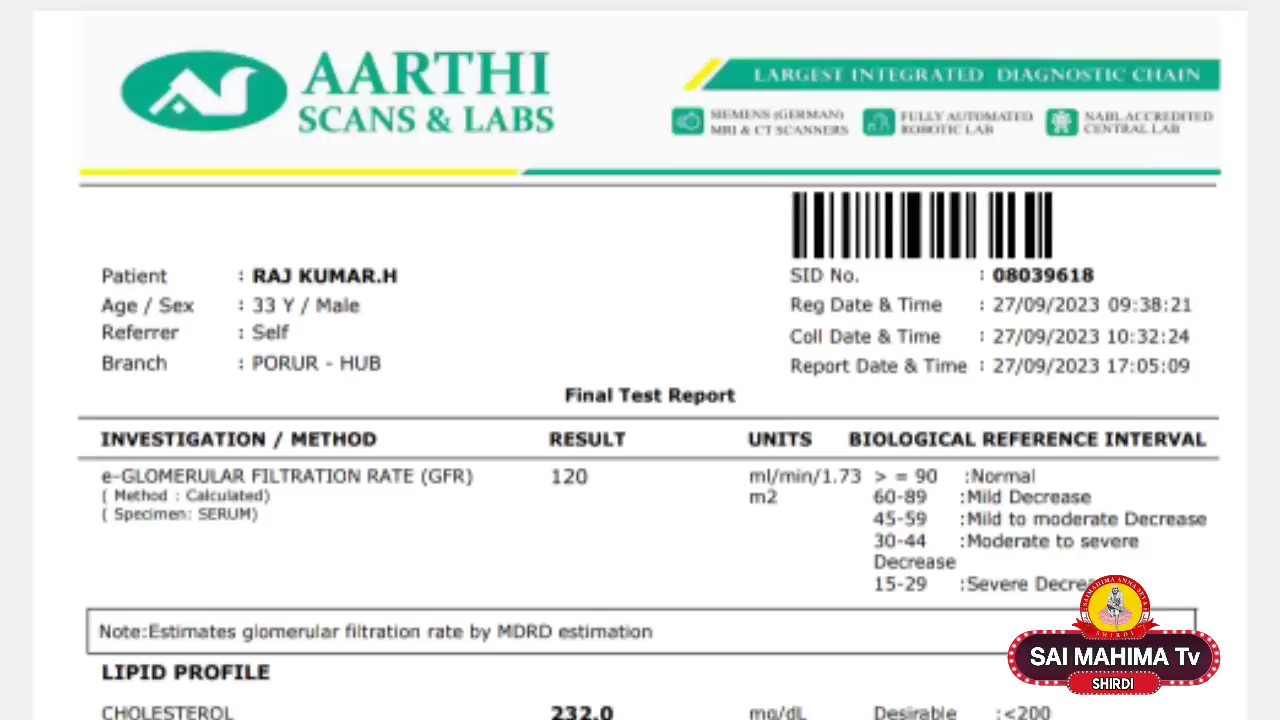 AARTHI
SCANS & LABS
LARGEST INTEGRATED DIAGNOSTIC CHAIN
SIEMENS (GERMAN)
MRI & CT SCANNERS
FULLY AUTOMATED
ROBOTIC LAB
NABL ACCREDITED
CENTRAL LAB
Patient : RAJ KUMAR.H
SID No. : 08039618
Age / Sex : 33 Y / Male
Reg Date & Time : 27/09/2023 09:38:21
Referrer : Self
Coll Date & Time : 27/09/2023 10:32:24
Branch : PORUR - HUB
Report Date & Time : 27/09/2023 17:05:09
Final Test Report
INVESTIGATION / METHOD RESULT UNITS BIOLOGICAL REFERENCE INTERVAL
e-GLOMERULAR FILTRATION RATE (GFR) 120 ml/min/1.73 > = 90 :Normal
( Method : Calculated) m2 60-89 :Mild Decrease
( Specimen: SERUM) 45-59 :Mild to moderate Decrease
30-44 :Moderate to severe
Decrease
15-29 :Severe Decrea
Note:Estimates glomerular filtration rate by MDRD estimation
LIPID PROFILE
CHOLESTEROL 232.0 mg/dL Desirable :<200
SAIMAHIMA ANNA SEVA
SHIRDI
SAI MAHIMA Tv
SHIRDI